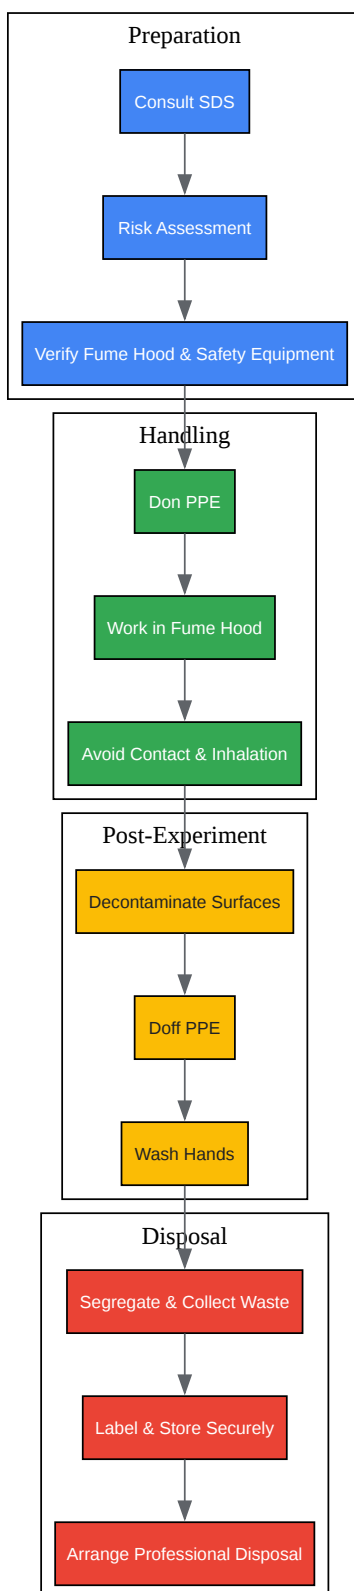 Preparation
Consult SDS
Risk Assessment
Verify Fume Hood & Safety Equipment
Handling
Don PPE
Work in Fume Hood
Avoid Contact & Inhalation
Post-Experiment
Decontaminate Surfaces
Doff PPE
Wash Hands
Disposal
Segregate & Collect Waste
Label & Store Securely
Arrange Professional Disposal